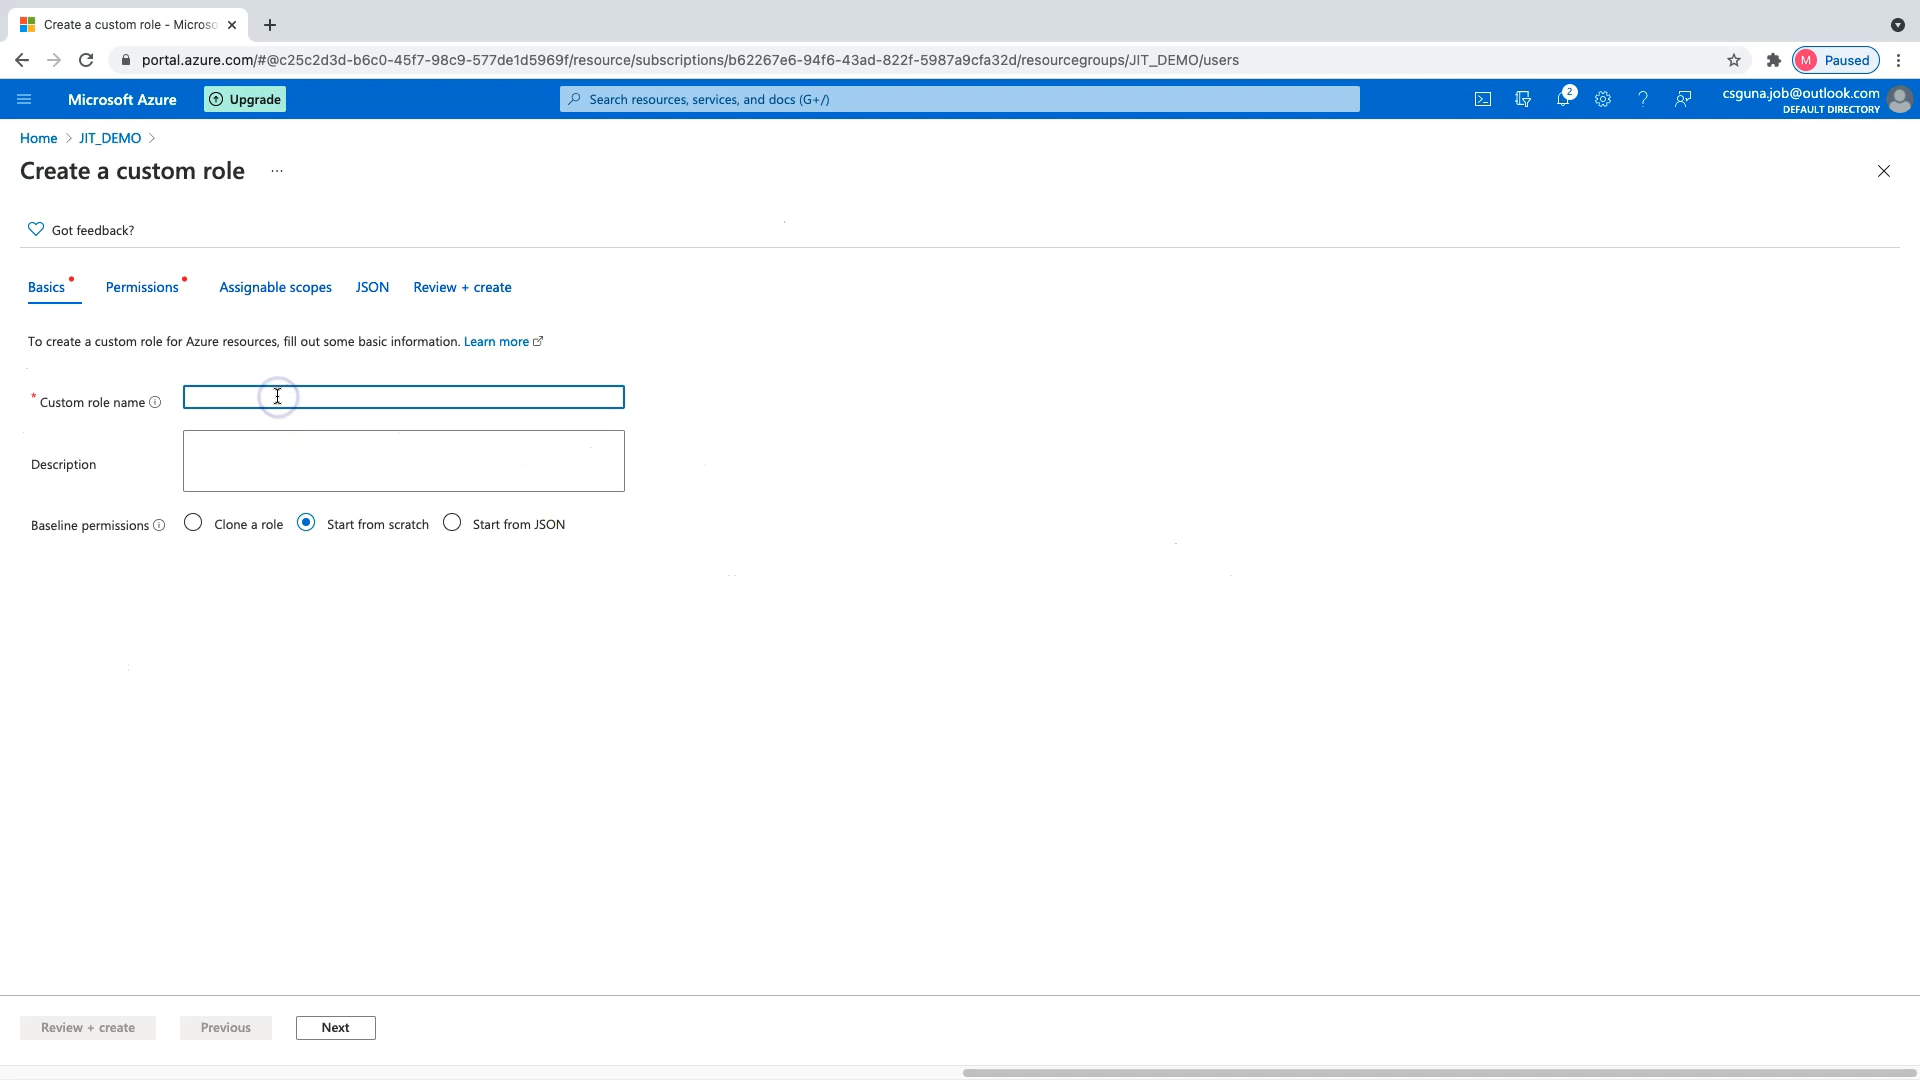 Create a custom role - Micros
portal.azure.com/#@c25c2d3d-b6c0-45f7-98c9-577de1d5969f/resource/subscriptions/b62267e6-94f6-43ad-822f-5987a9cfa32d/resourcegroups/JIT_DEMO/users
M Paused
Microsoft Azure
Upgrade
Search resources, services, and docs (G+/)
2
csguna.job@outlook.com
DEFAULT DIRECTORY
Home > JIT_DEMO >
Create a custom role ...
Got feedback?
Basics Permissions Assignable scopes JSON Review + create
To create a custom role for Azure resources, fill out some basic information. Learn more
* Custom role name
Description
Baseline permissions Clone a role Start from scratch Start from JSON
Review + create Previous Next